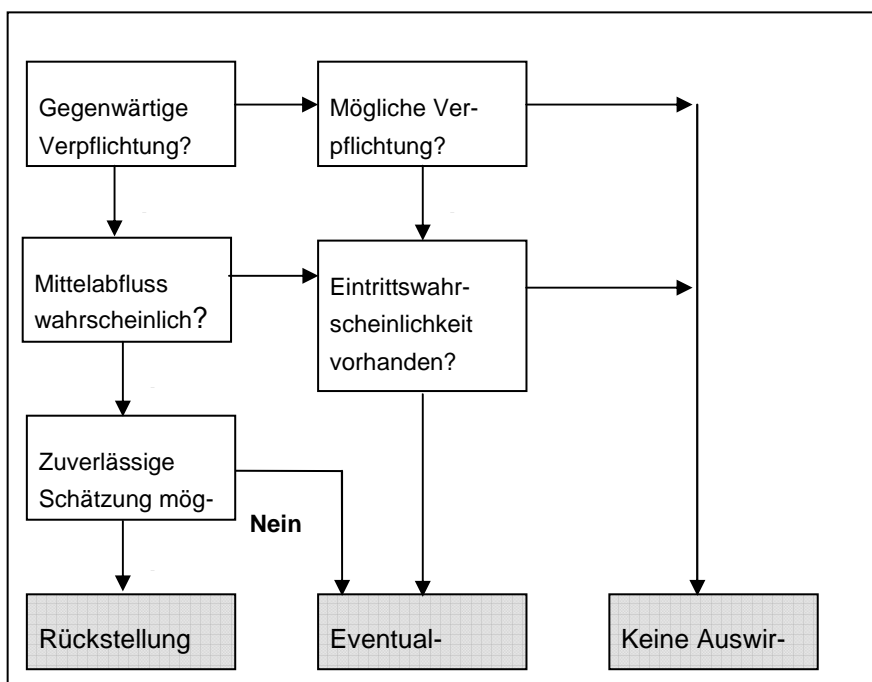 Gegenwärtige
Verpflichtung?
Mögliche Ver-
pflichtung?
Mittelabfluss
wahrscheinlich?
Eintrittswahr-
scheinlichkeit
vorhanden?
Zuverlässige
Schätzung mög-
Nein
Rückstellung
Eventual-
Keine Auswir-